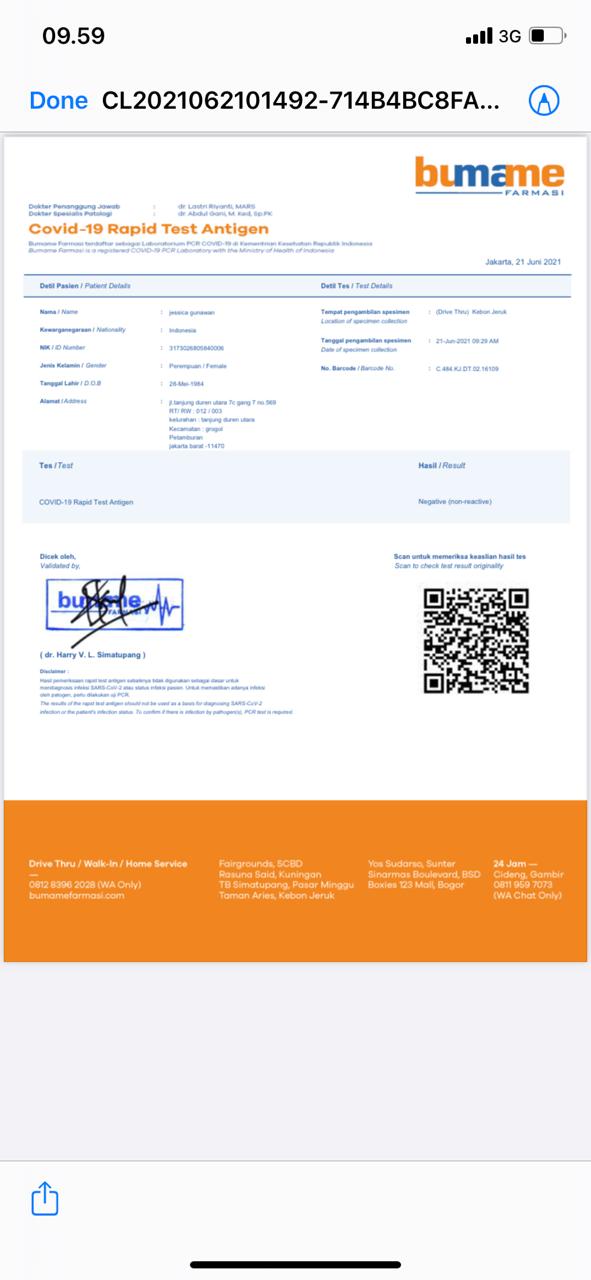 09.59
3G
Done CL2021062101492-714B4BC8FA...
bumame
FARMASI
Dokter Penanggung Jawab : dr. Lastri Riyanti, MARS
Dokter Spesialis Patologi : dr. Abdul Gani, M. Ked, Sp.PK
Covid-19 Rapid Test Antigen
Bumame Farmasi terdaftar sebagai Laboratorium PCR COVID-19 di Kementrian Kesehatan Republik Indonesia
Bumame Farmasi is a registered COVID-19 PCR Laboratory with the Ministry of Health of Indonesia
Jakarta, 21 Juni 2021
Detil Pasien / Patient Details
Detil Tes / Test Details
Nama / Name : jessica gunawan
Kewarganegaraan / Nationality : Indonesia
NIK / ID Number : 3173026805840006
Jenis Kelamin / Gender : Perempuan / Female
Tanggal Lahir / D.O.B : 26-Mei-1984
Alamat / Address : jl.tanjung duren utara 7c gang 7 no.569
RT/ RW : 012 / 003
kelurahan : tanjung duren utara
Kecamatan : grogol
Petamburan
jakarta barat -11470
Tempat pengambilan spesimen : (Drive Thru) Kebon Jeruk
Location of specimen collection
Tanggal pengambilan spesimen : 21-Jun-2021 09:29 AM
Date of specimen collection
No. Barcode / Barcode No. : C.484.KJ.DT.02.16109
Tes / Test
Hasil / Result
COVID-19 Rapid Test Antigen
Negative (non-reactive)
Dicek oleh,
Validated by,
bumame
FARMASI
( dr. Harry V. L. Simatupang )
Scan untuk memeriksa keaslian hasil tes
Scan to check test result originality
Disclaimer :
Hasil pemeriksaan rapid test antigen sebaiknya tidak digunakan sebagai dasar untuk
mendiagnosis infeksi SARS-CoV-2 atau status infeksi pasien. Untuk memastikan adanya infeksi
oleh patogen, perlu dilakukan uji PCR.
The results of the rapid test antigen should not be used as a basis for diagnosing SARS-CoV-2
infection or the patient's infection status. To confirm if there is infection by pathogen(s), PCR test is required.
Drive Thru / Walk-In / Home Service
—
0812 8396 2028 (WA Only)
bumamefarmasi.com
Fairgrounds, SCBD
Rasuna Said, Kuningan
TB Simatupang, Pasar Minggu
Taman Aries, Kebon Jeruk
Yos Sudarso, Sunter
Sinarmas Boulevard, BSD
Boxies 123 Mall, Bogor
24 Jam —
Cideng, Gambir
0811 959 7073
(WA Chat Only)